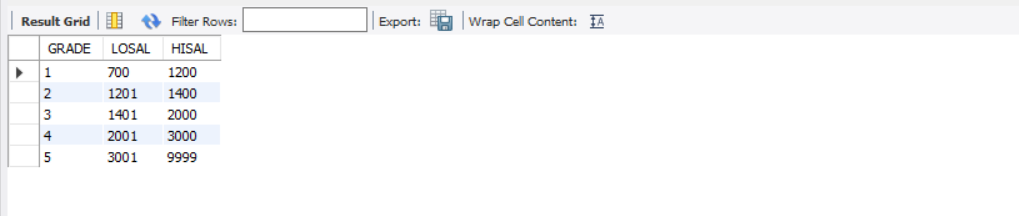 Result Grid Filter Rows: Export: Wrap Cell Content:
GRADE LOSAL HISAL
1 700 1200
2 1201 1400
3 1401 2000
4 2001 3000
5 3001 9999